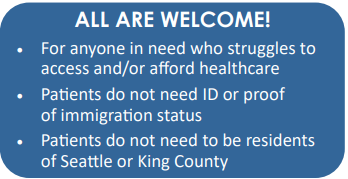 ALL ARE WELCOME!
• For anyone in need who struggles to
access and/or afford healthcare
• Patients do not need ID or proof
of immigration status
• Patients do not need to be residents
of Seattle or King County